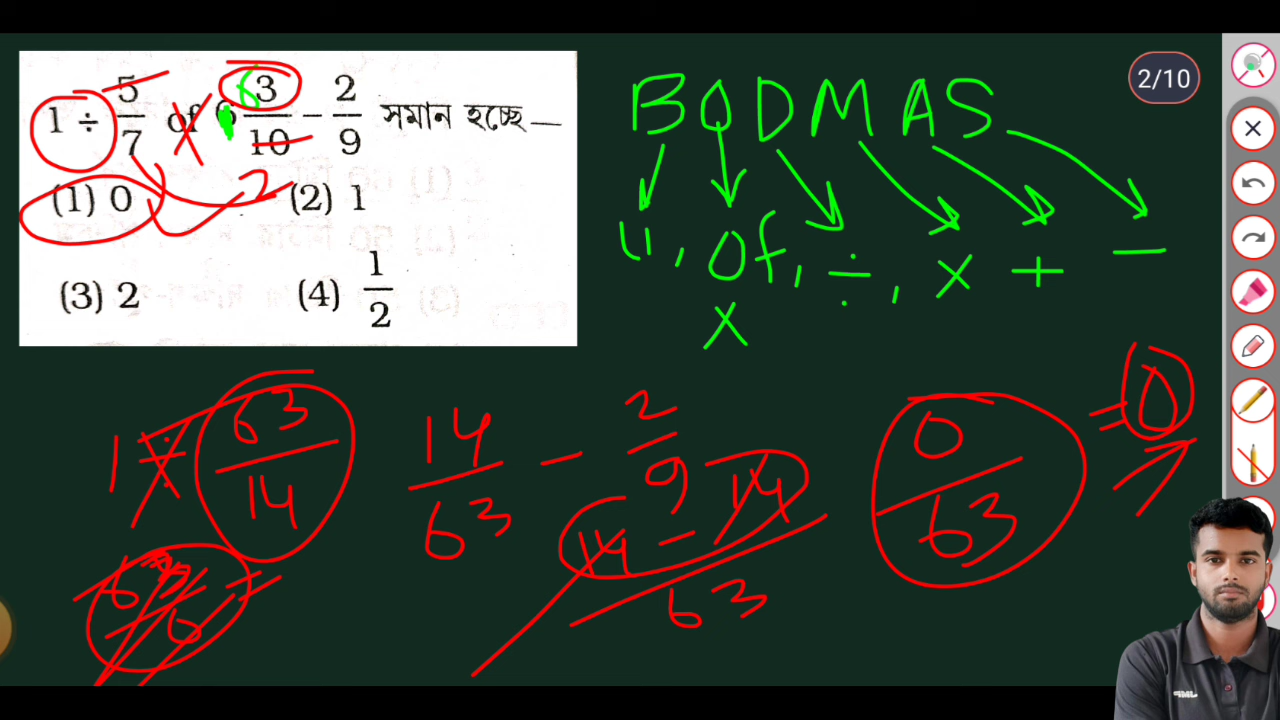 2/10
1 ÷ 5/7 of 6 3/10 − 2/9 সমান হচ্ছে —
(1) 0 (2) 1
(3) 2 (4) 1/2
2
BODMAS
of, ÷, × + −
×
1 ÷ 63/14
14/63 − 2/9
14 − 14
63
0/63 = 0